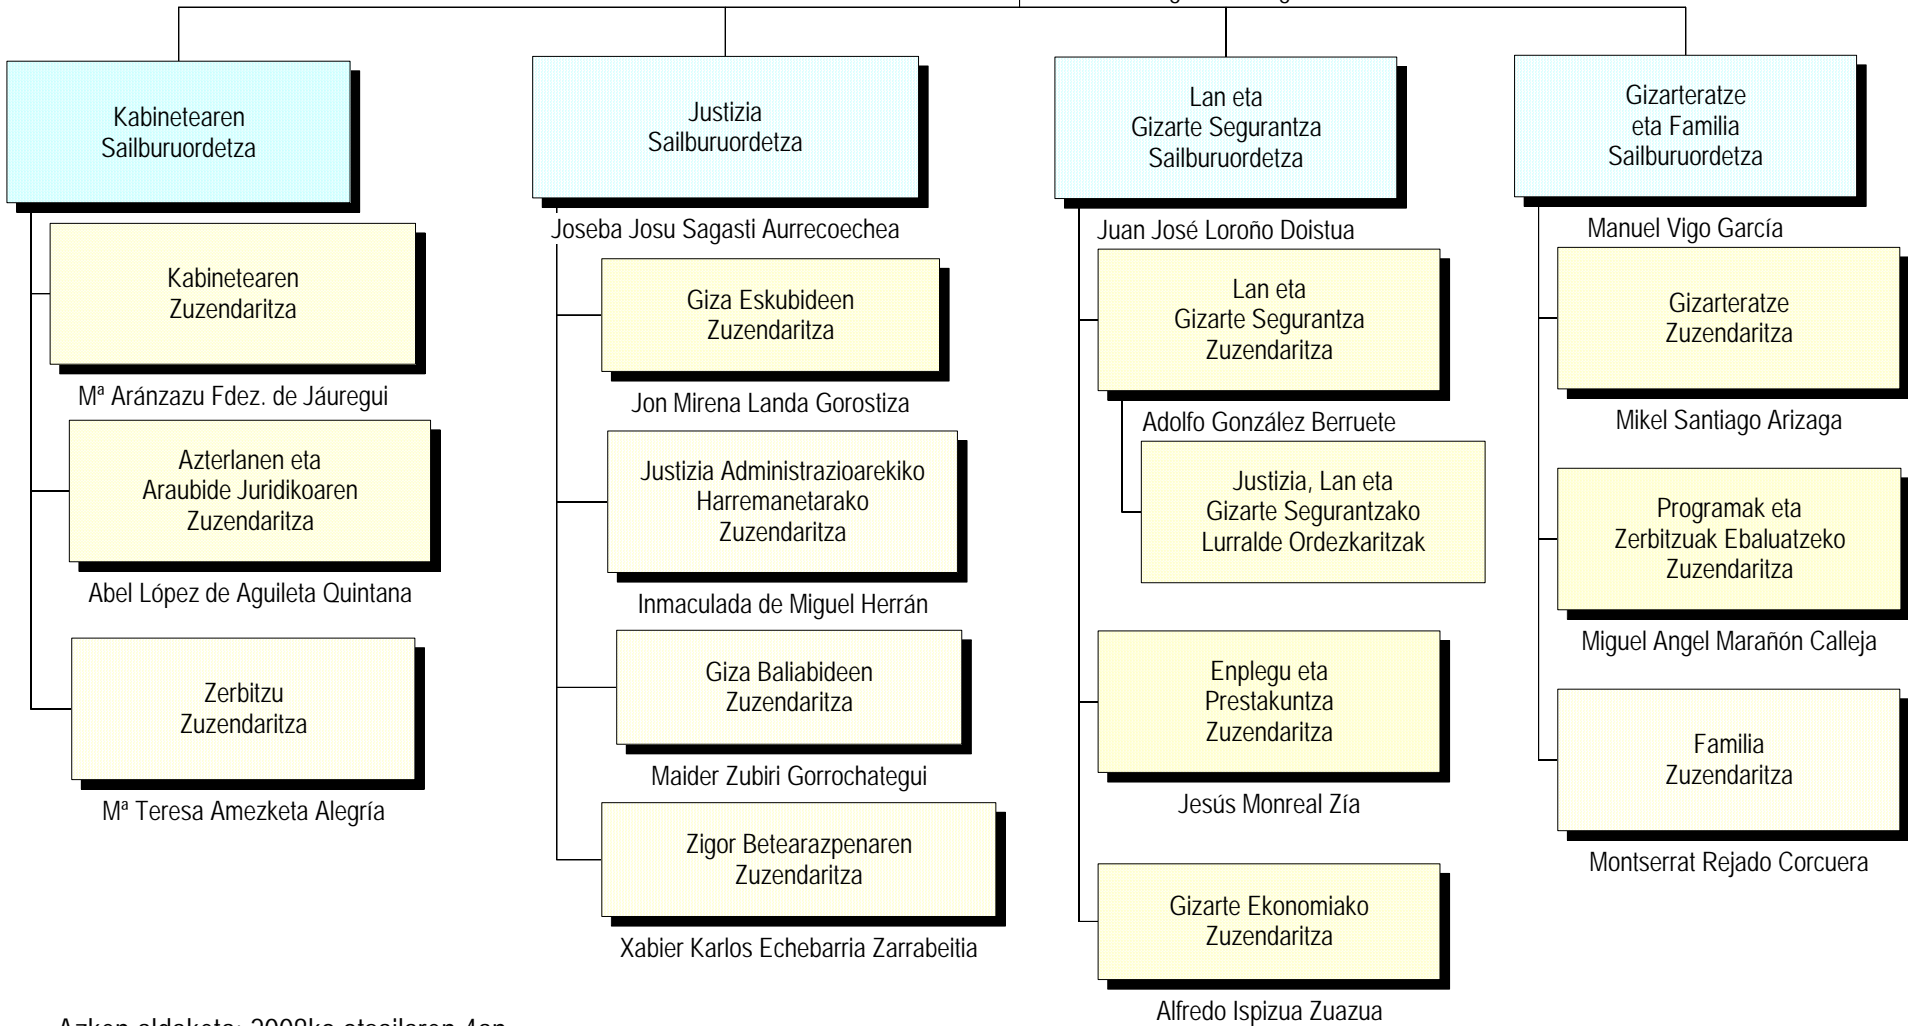 Kabinetearen
Sailburuordetza
Kabinetearen
Zuzendaritza
Mª Aránzazu Fdez. de Jáuregui
Azterlanen eta
Araubide Juridikoaren
Zuzendaritza
Abel López de Aguileta Quintana
Zerbitzu
Zuzendaritza
Mª Teresa Amezketa Alegría
Justizia
Sailburuordetza
Joseba Josu Sagasti Aurrecoechea
Giza Eskubideen
Zuzendaritza
Jon Mirena Landa Gorostiza
Justizia Administrazioarekiko
Harremanetarako
Zuzendaritza
Inmaculada de Miguel Herrán
Giza Baliabideen
Zuzendaritza
Maider Zubiri Gorrochategui
Zigor Betearazpenaren
Zuzendaritza
Xabier Karlos Echebarria Zarrabeitia
Lan eta
Gizarte Segurantza
Sailburuordetza
Juan José Loroño Doistua
Lan eta
Gizarte Segurantza
Zuzendaritza
Adolfo González Berruete
Justizia, Lan eta
Gizarte Segurantzako
Lurralde Ordezkaritzak
Enplegu eta
Prestakuntza
Zuzendaritza
Jesús Monreal Zía
Gizarte Ekonomiako
Zuzendaritza
Alfredo Ispizua Zuazua
Gizarteratze
eta Familia
Sailburuordetza
Manuel Vigo García
Gizarteratze
Zuzendaritza
Mikel Santiago Arizaga
Programak eta
Zerbitzuak Ebaluatzeko
Zuzendaritza
Miguel Angel Marañón Calleja
Familia
Zuzendaritza
Montserrat Rejado Corcuera
Azken aldaketa: 2008ko otsailaren 4an